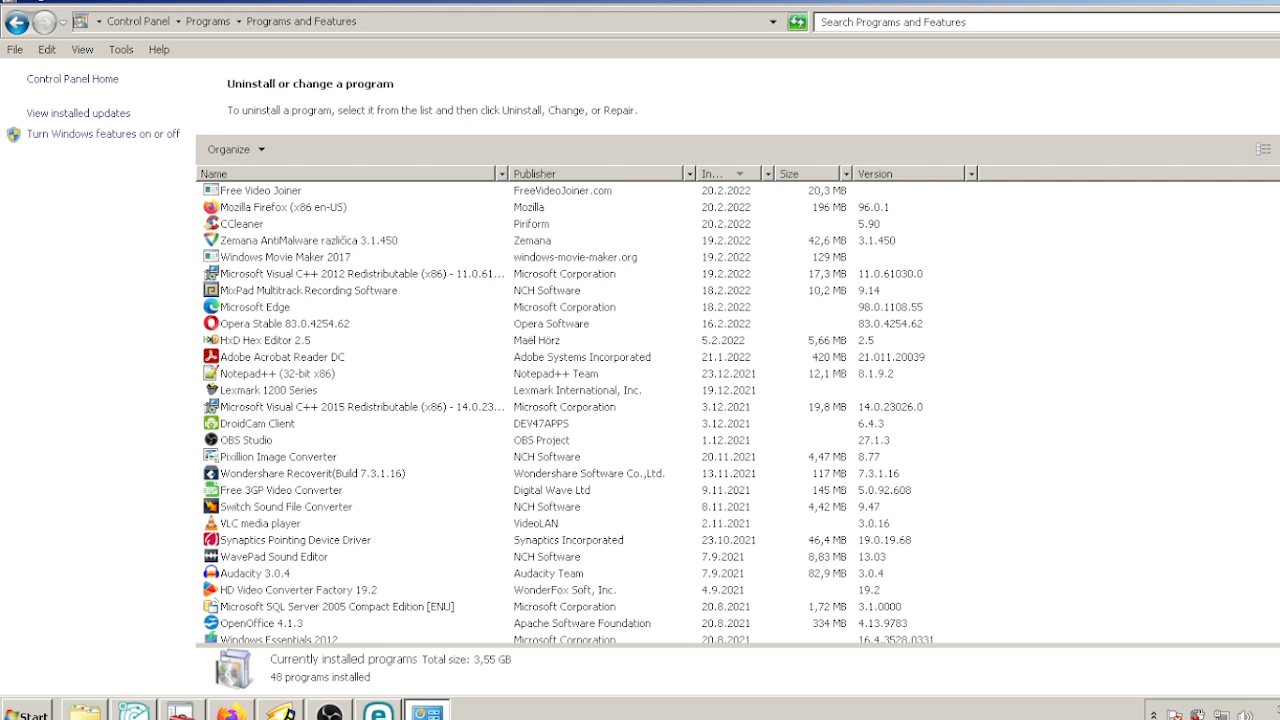 Control Panel Programs Programs and Features Search Programs and Features
File Edit View Tools Help
Control Panel Home
View installed updates
Turn Windows features on or off
Uninstall or change a program
To uninstall a program, select it from the list and then click Uninstall, Change, or Repair.
Organize
Name Publisher In... Size Version
Free Video Joiner FreeVideoJoiner.com 20.2.2022 20,3 MB
Mozilla Firefox (x86 en-US) Mozilla 20.2.2022 196 MB 96.0.1
CCleaner Piriform 20.2.2022 5.90
Zemana AntiMalware različica 3.1.450 Zemana 19.2.2022 42,6 MB 3.1.450
Windows Movie Maker 2017 windows-movie-maker.org 19.2.2022 129 MB
Microsoft Visual C++ 2012 Redistributable (x86) - 11.0.61... Microsoft Corporation 19.2.2022 17,3 MB 11.0.61030.0
MixPad Multitrack Recording Software NCH Software 18.2.2022 10,2 MB 9.14
Microsoft Edge Microsoft Corporation 18.2.2022 98.0.1108.55
Opera Stable 83.0.4254.62 Opera Software 16.2.2022 83.0.4254.62
HxD Hex Editor 2.5 Maël Hörz 5.2.2022 5,66 MB 2.5
Adobe Acrobat Reader DC Adobe Systems Incorporated 21.1.2022 420 MB 21.011.20039
Notepad++ (32-bit x86) Notepad++ Team 23.12.2021 12,1 MB 8.1.9.2
Lexmark 1200 Series Lexmark International, Inc. 19.12.2021
Microsoft Visual C++ 2015 Redistributable (x86) - 14.0.23... Microsoft Corporation 3.12.2021 19,8 MB 14.0.23026.0
DroidCam Client DEV47APPS 3.12.2021 6.4.3
OBS Studio OBS Project 1.12.2021 27.1.3
Pixillion Image Converter NCH Software 20.11.2021 4,47 MB 8.77
Wondershare Recoverit(Build 7.3.1.16) Wondershare Software Co.,Ltd. 13.11.2021 117 MB 7.3.1.16
Free 3GP Video Converter Digital Wave Ltd 9.11.2021 145 MB 5.0.92.608
Switch Sound File Converter NCH Software 8.11.2021 4,42 MB 9.47
VLC media player VideoLAN 2.11.2021 3.0.16
Synaptics Pointing Device Driver Synaptics Incorporated 23.10.2021 46,4 MB 19.0.19.68
WavePad Sound Editor NCH Software 7.9.2021 8,83 MB 13.03
Audacity 3.0.4 Audacity Team 7.9.2021 82,9 MB 3.0.4
HD Video Converter Factory 19.2 WonderFox Soft, Inc. 4.9.2021 19.2
Microsoft SQL Server 2005 Compact Edition [ENU] Microsoft Corporation 20.8.2021 1,72 MB 3.1.0000
OpenOffice 4.1.3 Apache Software Foundation 20.8.2021 334 MB 4.13.9783
Windows Essentials 2012 Microsoft Corporation 20.8.2021 16.4.3528.0331
Currently installed programs Total size: 3,55 GB
48 programs installed
Start